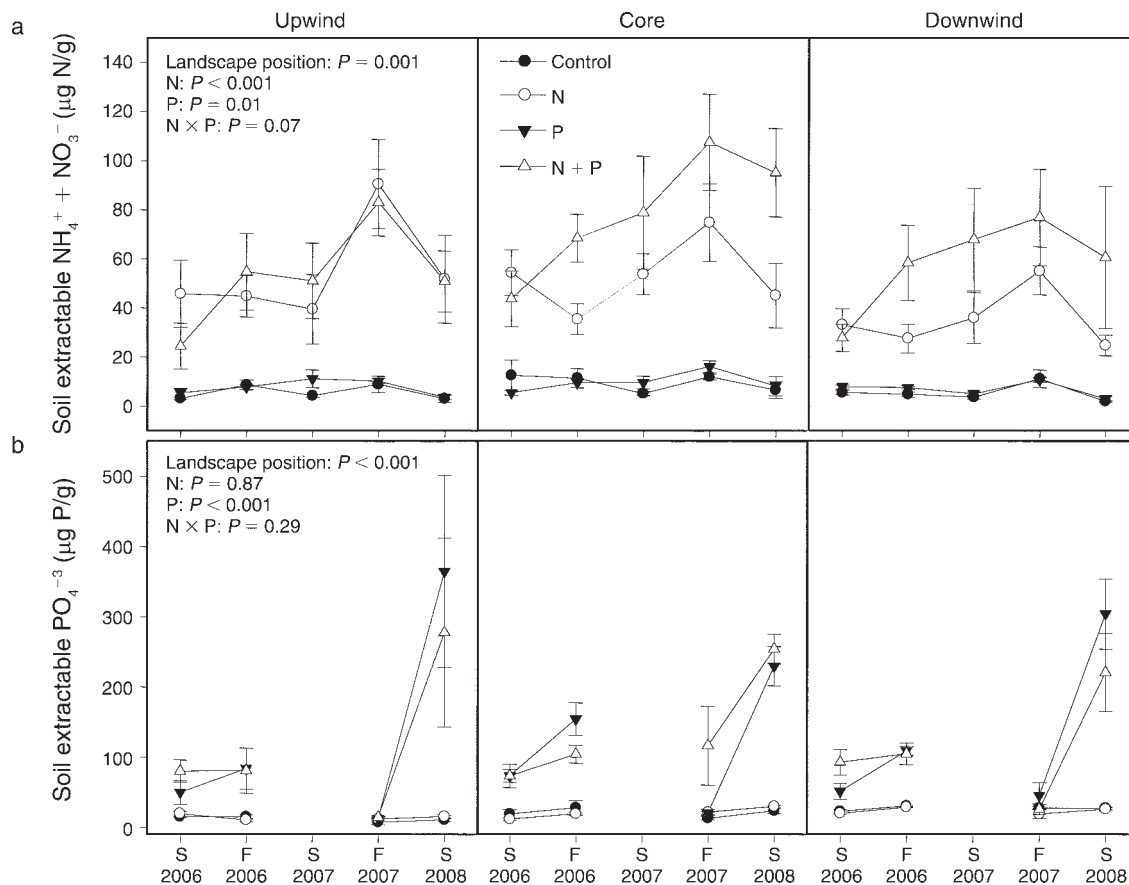 Upwind
Core
Downwind
a
Soil extractable NH₄⁺ + NO₃⁻ (μg N/g)
140
120
100
80
60
40
20
0
Landscape position: P = 0.001
N: P < 0.001
P: P = 0.01
N × P: P = 0.07
Control
N
P
N + P
b
Soil extractable PO₄⁻³ (μg P/g)
500
400
300
200
100
0
Landscape position: P < 0.001
N: P = 0.87
P: P < 0.001
N × P: P = 0.29
S F S F S S F S F S S F S F S
2006 2006 2007 2007 2008 2006 2006 2007 2007 2008 2006 2006 2007 2007 2008